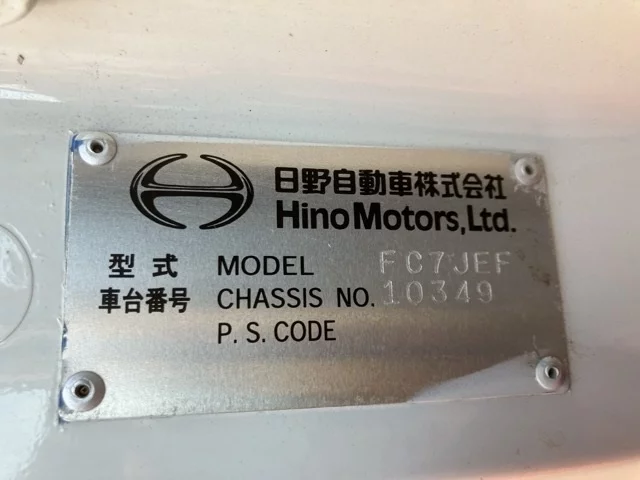 日野自動車株式会社
Hino Motors, Ltd.
型式 MODEL FC7JEF
車台番号 CHASSIS NO. 10349
P. S. CODE